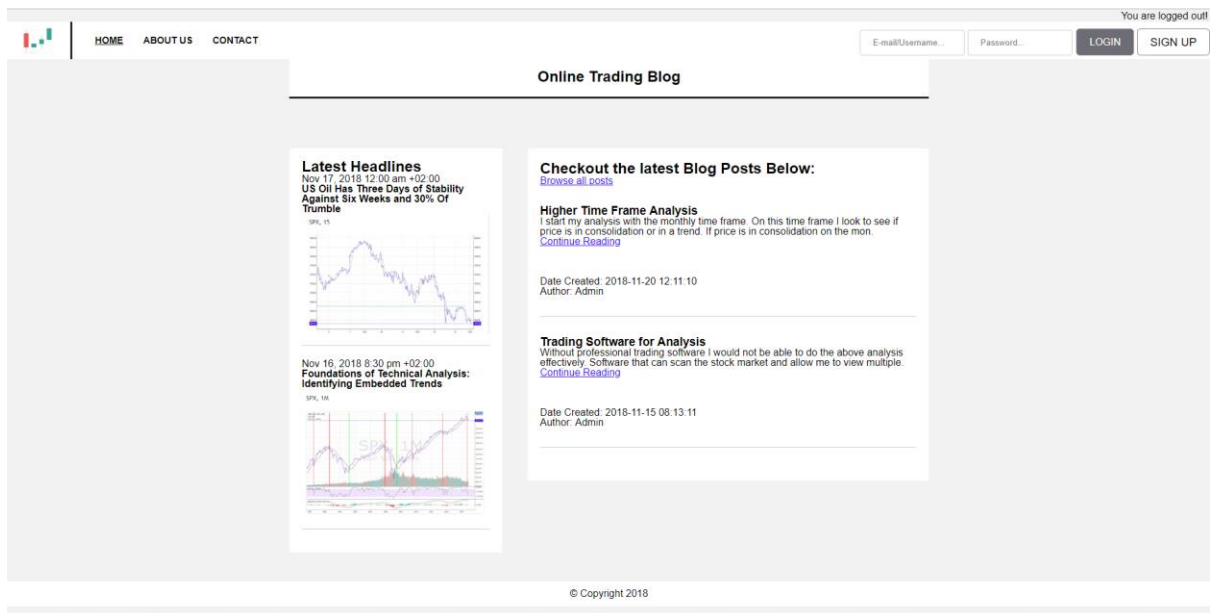 You are logged out!
HOME ABOUT US CONTACT E-mail/Username... Password... LOGIN SIGN UP
Online Trading Blog
Latest Headlines
Nov 17, 2018 12:00 am +02:00
US Oil Has Three Days of Stability
Against Six Weeks and 30% Of
Trumble
SPX, 15
Nov 16, 2018 8:30 pm +02:00
Foundations of Technical Analysis:
Identifying Embedded Trends
SPX, 1M
SPX, 1M
Checkout the latest Blog Posts Below:
Browse all posts
Higher Time Frame Analysis
I start my analysis with the monthly time frame. On this time frame I look to see if
price is in consolidation or in a trend. If price is in consolidation on the mon.
Continue Reading
Date Created: 2018-11-20 12:11:10
Author: Admin
Trading Software for Analysis
Without professional trading software I would not be able to do the above analysis
effectively. Software that can scan the stock market and allow me to view multiple.
Continue Reading
Date Created: 2018-11-15 08:13:11
Author: Admin
© Copyright 2018